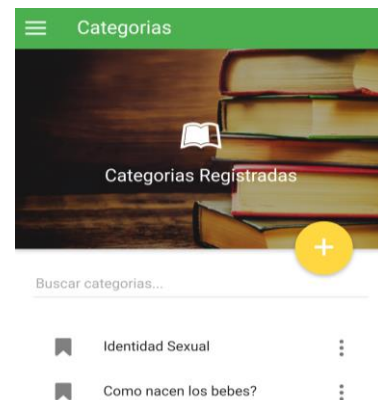 Categorias
Categorias Registradas
Buscar categorias...
Identidad Sexual
Como nacen los bebes?